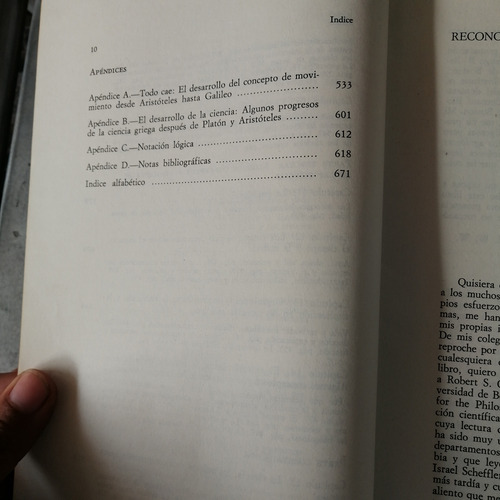 Indice
10
APÉNDICES
Apéndice A.—Todo cae: El desarrollo del concepto de movi-
miento desde Aristóteles hasta Galileo ........................ 533
Apéndice B.—El desarrollo de la ciencia: Algunos progresos
de la ciencia griega después de Platón y Aristóteles ......... 601
Apéndice C.—Notación lógica ................................... 612
Apéndice D.—Notas bibliográficas ............................. 618
Indice alfabético ................................................ 671
RECONO
Quisiera
a los muchos
pios esfuerzo
mas, me han
mis propias
De mis coleg
reproche por
cualesquiera
libro, quiero
a Robert S.
versidad de B
for the Philo
ción científica
cuya lectura
ha sido muy
departamentos
bía y que ley
Israel Scheffle
más tardía y
aliento que